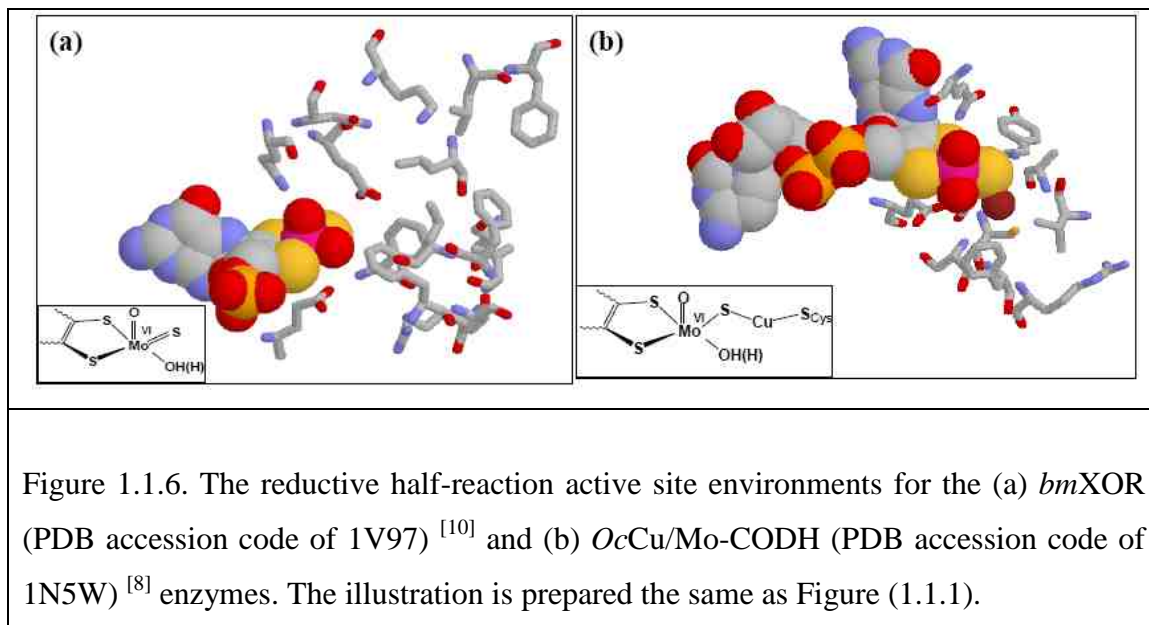 (a)
(b)
O
S
VI
Mo
S
S
OH(H)
O
S
VI
S
Cu
SCys
Mo
S
OH(H)
Figure 1.1.6. The reductive half-reaction active site environments for the (a) bmXOR
(PDB accession code of 1V97) [10] and (b) OcCu/Mo-CODH (PDB accession code of
1N5W) [8] enzymes. The illustration is prepared the same as Figure (1.1.1).